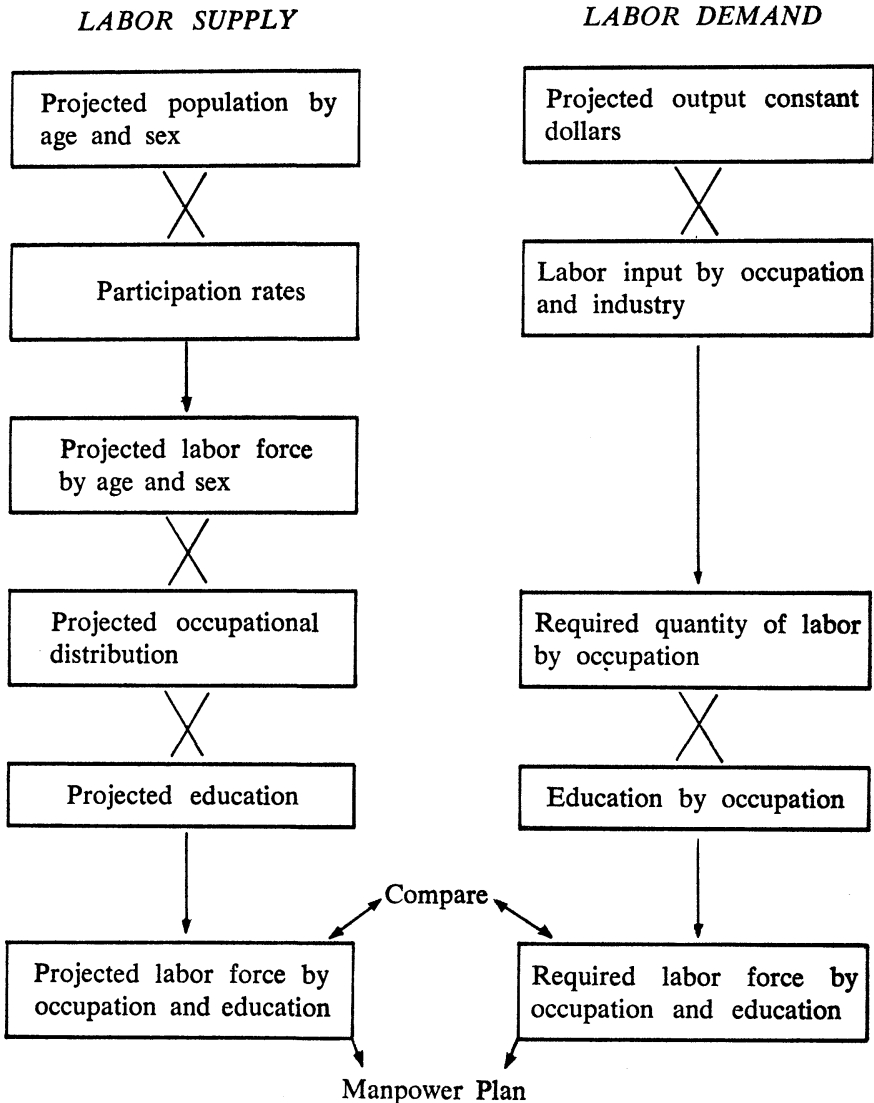 LABOR SUPPLY
Projected population by
age and sex
Participation rates
Projected labor force
by age and sex
Projected occupational
distribution
Projected education
Projected labor force by
occupation and education
LABOR DEMAND
Projected output constant
dollars
Labor input by occupation
and industry
Required quantity of labor
by occupation
Education by occupation
Required labor force by
occupation and education
Compare
Manpower Plan